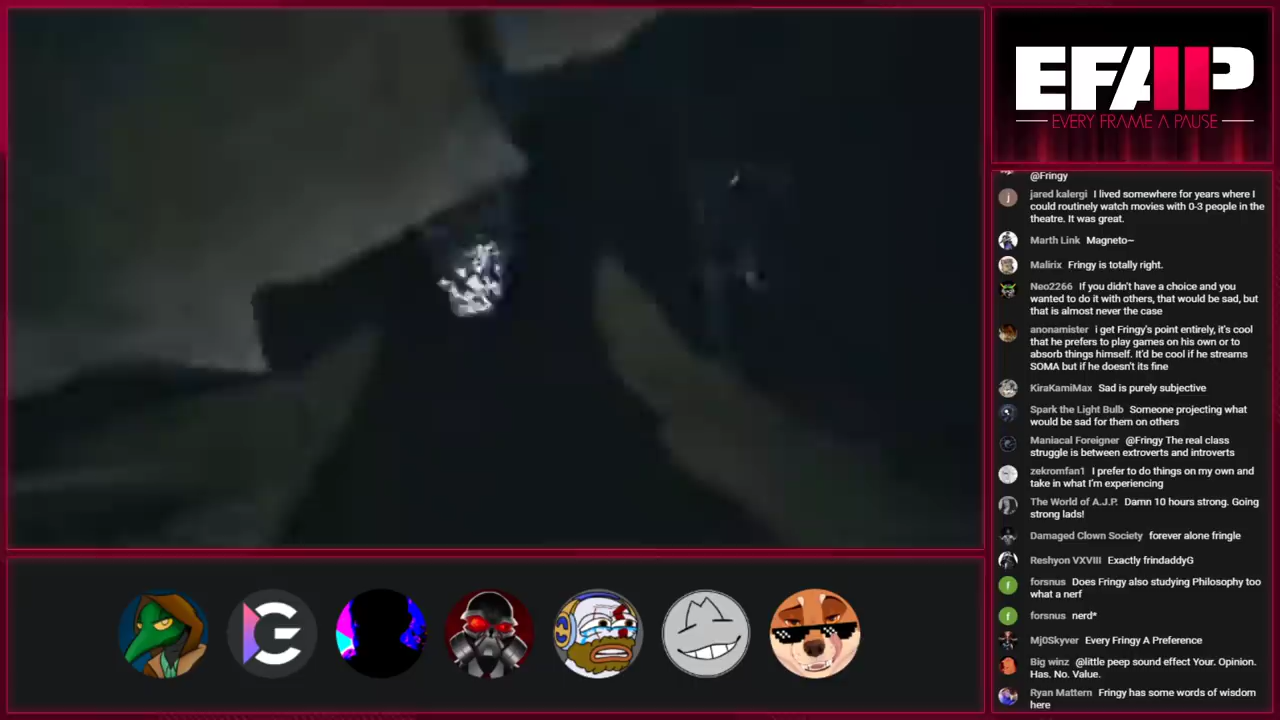 EFAP
EVERY FRAME A PAUSE
@Fringy
jared kalergi I lived somewhere for years where I
could routinely watch movies with 0-3 people in the
theatre. It was great.
Marth Link Magneto~
Malirix Fringy is totally right.
Neo2266 If you didn't have a choice and you
wanted to do it with others, that would be sad, but
that is almost never the case
anonamister i get Fringy's point entirely, it's cool
that he prefers to play games on his own or to
absorb things himself. It'd be cool if he streams
SOMA but if he doesn't its fine
KiraKamiMax Sad is purely subjective
Spark the Light Bulb Someone projecting what
would be sad for them on others
Maniacal Foreigner @Fringy The real class
struggle is between extroverts and introverts
zekromfan1 I prefer to do things on my own and
take in what I'm experiencing
The World of A.J.P. Damn 10 hours strong. Going
strong lads!
Damaged Clown Society forever alone fringle
Reshyon VXVIII Exactly frindaddyG
f
forsnus Does Fringy also studying Philosophy too
what a nerf
f
forsnus nerd*
Mj0Skyver Every Fringy A Preference
Big winz @little peep sound effect Your. Opinion.
Has. No. Value.
Ryan Mattern Fringy has some words of wisdom
here